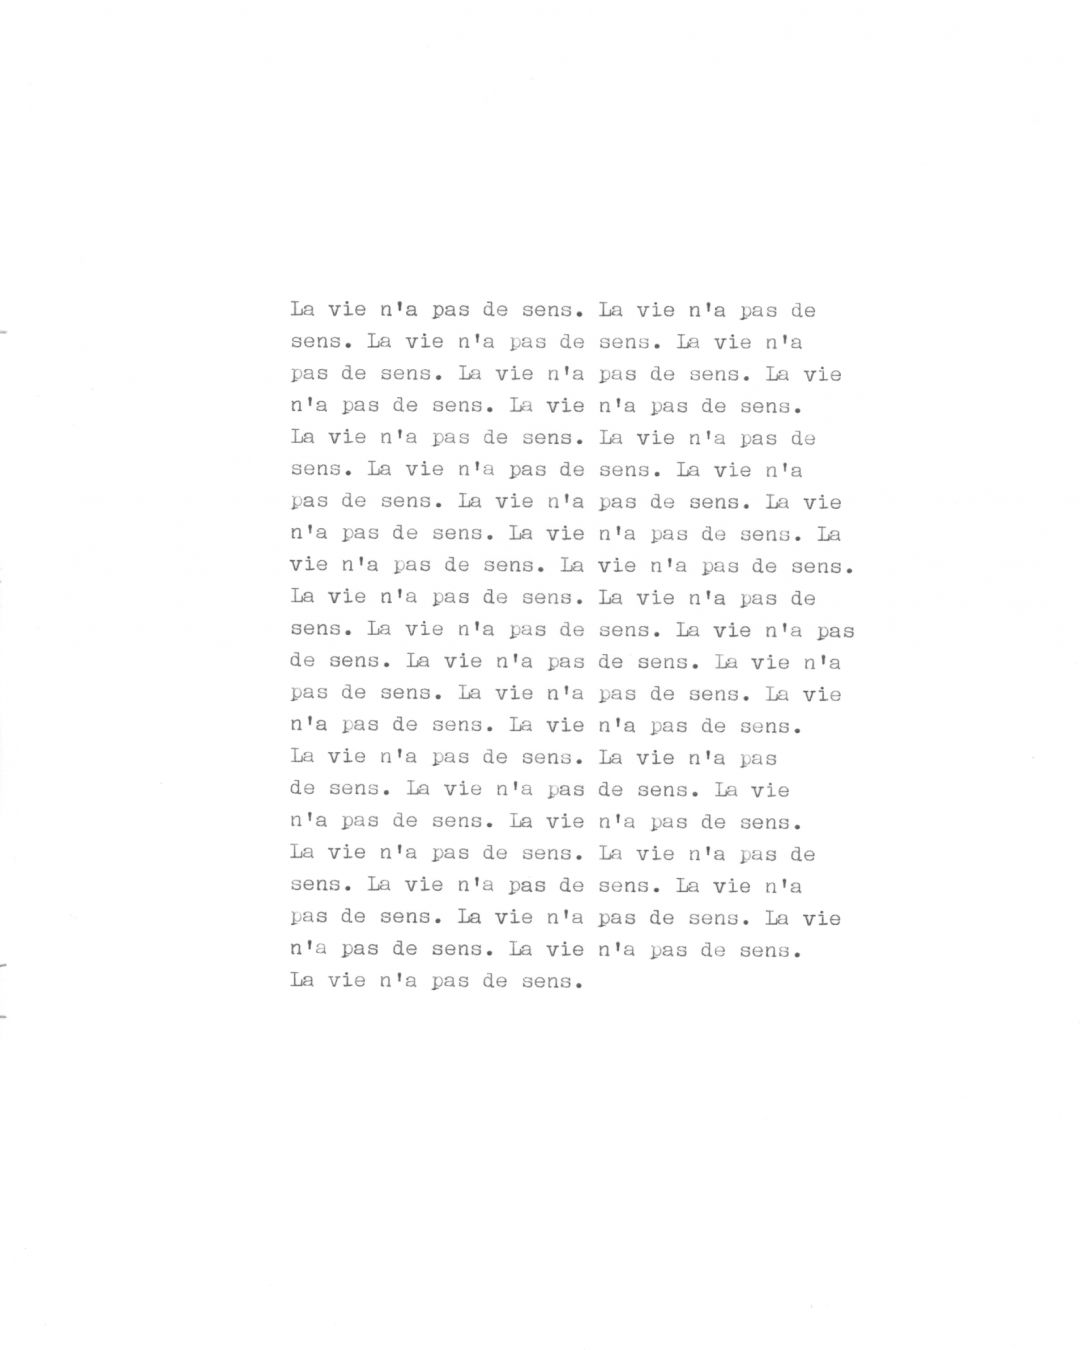 La vie n'a pas de sens. La vie n'a pas de
sens. La vie n'a pas de sens. La vie n'a
pas de sens. La vie n'a pas de sens. La vie
n'a pas de sens. La vie n'a pas de sens.
La vie n'a pas de sens. La vie n'a pas de
sens. La vie n'a pas de sens. La vie n'a
pas de sens. La vie n'a pas de sens. La vie
n'a pas de sens. La vie n'a pas de sens. La
vie n'a pas de sens. La vie n'a pas de sens.
La vie n'a pas de sens. La vie n'a pas de
sens. La vie n'a pas de sens. La vie n'a pas
de sens. La vie n'a pas de sens. La vie n'a
pas de sens. La vie n'a pas de sens. La vie
n'a pas de sens. La vie n'a pas de sens.
La vie n'a pas de sens. La vie n'a pas
de sens. La vie n'a pas de sens. La vie
n'a pas de sens. La vie n'a pas de sens.
La vie n'a pas de sens. La vie n'a pas de
sens. La vie n'a pas de sens. La vie n'a
pas de sens. La vie n'a pas de sens. La vie
n'a pas de sens. La vie n'a pas de sens.
La vie n'a pas de sens.